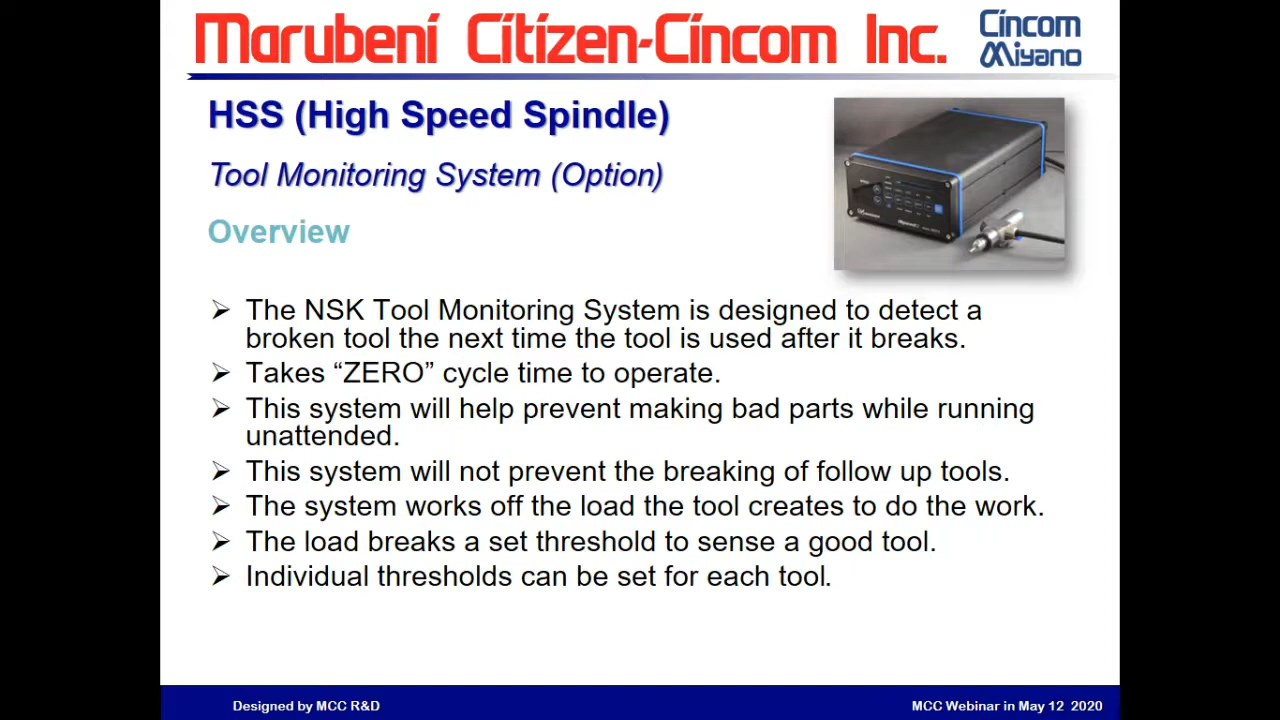 Marubeni Citizen-Cincom Inc.
Cincom
Miyano
HSS (High Speed Spindle)
Tool Monitoring System (Option)
Overview
➢ The NSK Tool Monitoring System is designed to detect a
broken tool the next time the tool is used after it breaks.
➢ Takes “ZERO” cycle time to operate.
➢ This system will help prevent making bad parts while running
unattended.
➢ This system will not prevent the breaking of follow up tools.
➢ The system works off the load the tool creates to do the work.
➢ The load breaks a set threshold to sense a good tool.
➢ Individual thresholds can be set for each tool.
Designed by MCC R&D
MCC Webinar in May 12 2020